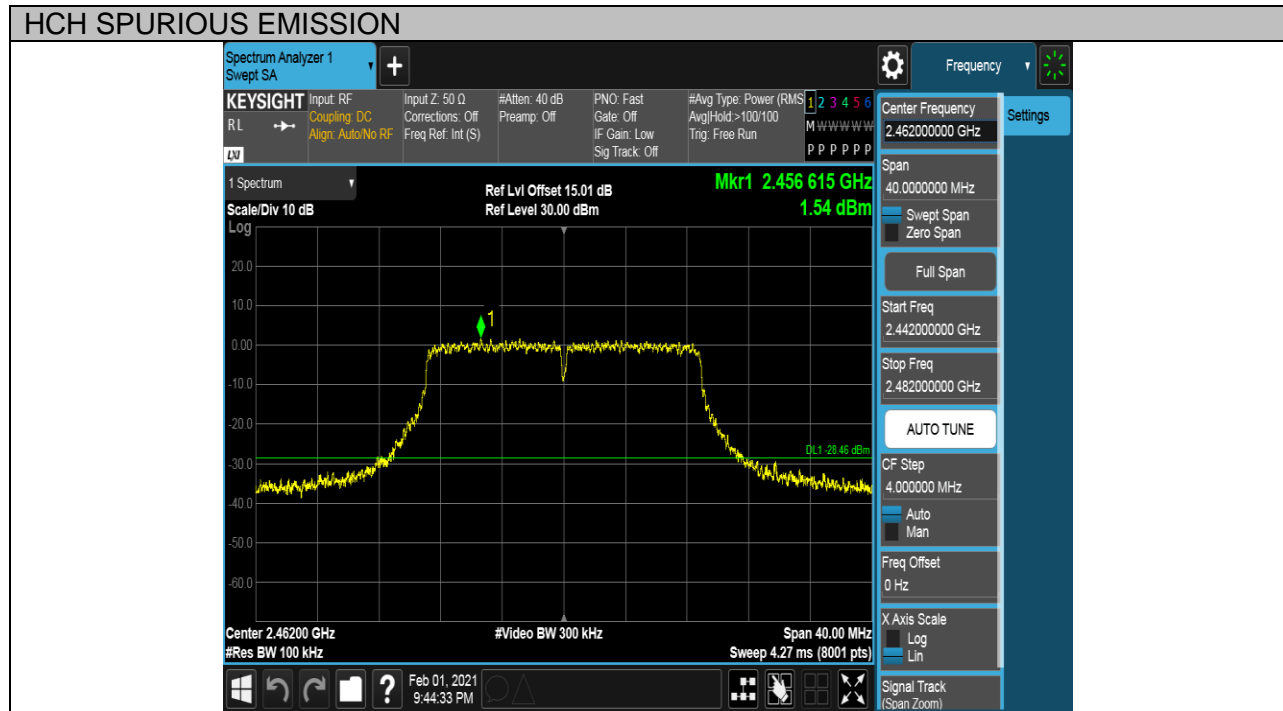 HCH SPURIOUS EMISSION
Spectrum Analyzer 1
Swept SA
Frequency
KEYSIGHT
RL
LXI
Input: RF
Coupling: DC
Align: Auto/No RF
Input Z: 50 Ω
Corrections: Off
Freq Ref: Int (S)
#Atten: 40 dB
Preamp: Off
PNO: Fast
Gate: Off
IF Gain: Low
Sig Track: Off
#Avg Type: Power (RMS
Avg|Hold:>100/100
Trig: Free Run
1 2 3 4 5 6
M W W W W W
P P P P P P
1 Spectrum
Scale/Div 10 dB
Log
Ref Lvl Offset 15.01 dB
Ref Level 30.00 dBm
Mkr1 2.456 615 GHz
1.54 dBm
20.0
10.0
1
0.00
-10.0
-20.0
DL1 -28.46 dBm
-30.0
-40.0
-50.0
-60.0
Center 2.46200 GHz
#Res BW 100 kHz
#Video BW 300 kHz
Span 40.00 MHz
Sweep 4.27 ms (8001 pts)
Feb 01, 2021
9:44:33 PM
Center Frequency
2.462000000 GHz
Settings
Span
40.0000000 MHz
Swept Span
Zero Span
Full Span
Start Freq
2.442000000 GHz
Stop Freq
2.482000000 GHz
AUTO TUNE
CF Step
4.000000 MHz
Auto
Man
Freq Offset
0 Hz
X Axis Scale
Log
Lin
Signal Track
(Span Zoom)